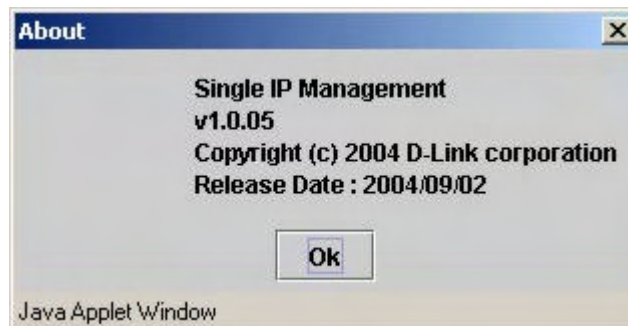 About
Single IP Management
v1.0.05
Copyright (c) 2004 D-Link corporation
Release Date : 2004/09/02
Ok
Java Applet Window